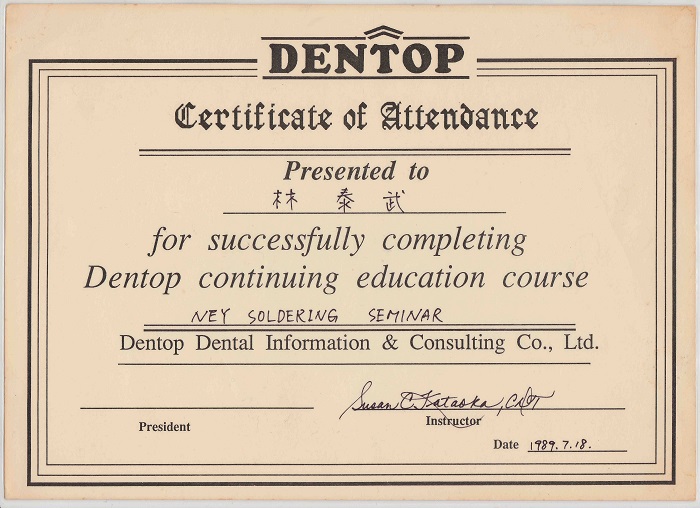 DENTOP
Certificate of Attendance
Presented to
林 泰 武
for successfully completing
Dentop continuing education course
NEY SOLDERING SEMINAR
Dentop Dental Information & Consulting Co., Ltd.
Susan C. Kataoka, CDT
President
Instructor
Date 1989.7.18.